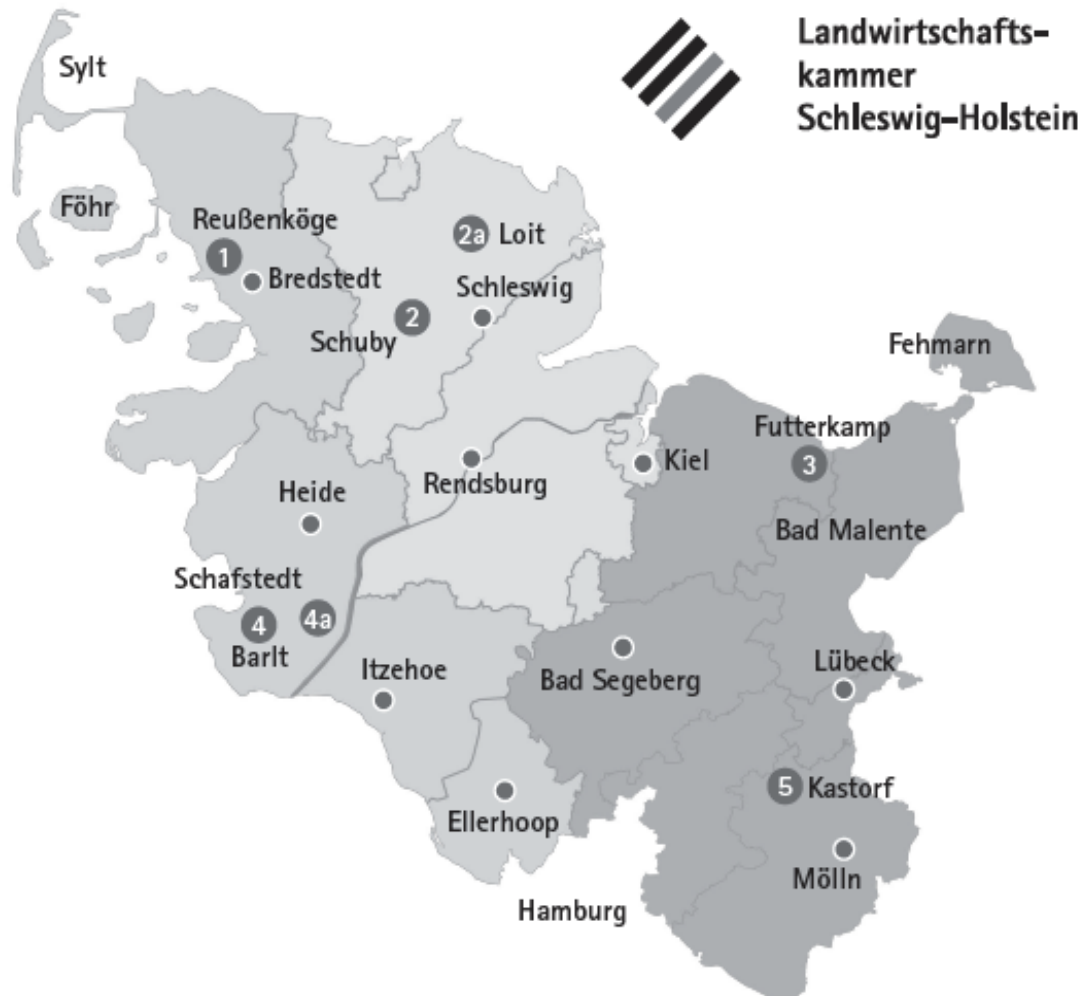 Landwirtschafts-
kammer
Schleswig-Holstein
Sylt
Föhr
Reußenköge
1
Bredstedt
2a Loit
Schleswig
2
Schuby
Fehmarn
Futterkamp
3
Kiel
Rendsburg
Heide
Bad Malente
Schafstedt
4
4a
Barlt
Itzehoe
Bad Segeberg
Lübeck
5 Kastorf
Ellerhoop
Mölln
Hamburg